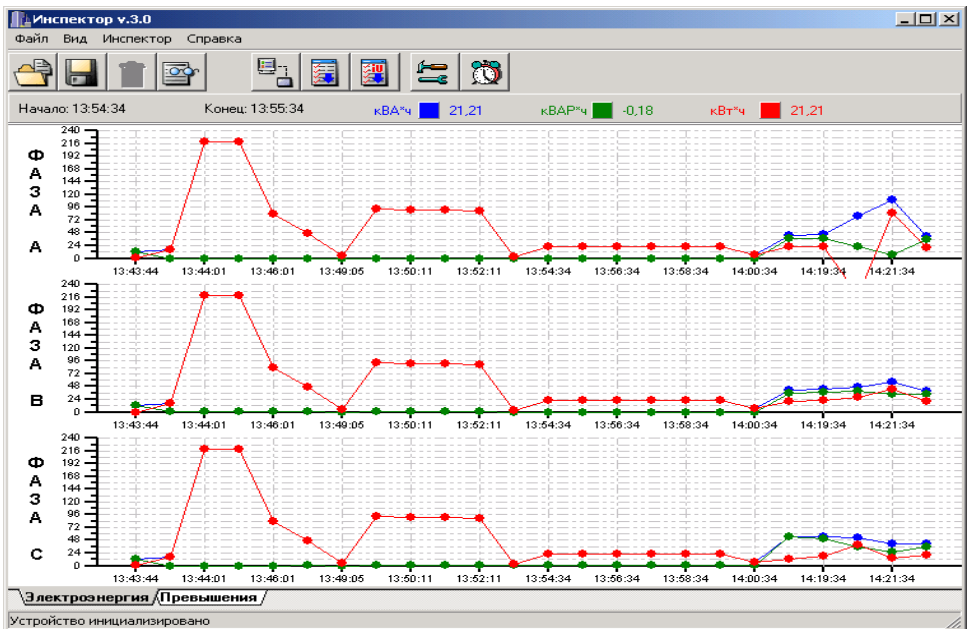 Инспектор v.3.0
Файл Вид Инспектор Справка
iU
Начало: 13:54:34 Конец: 13:55:34 кВА*ч 21,21 кВАР*ч -0,18 кВт*ч 21,21
ФАЗА А
240
216
192
168
144
120
96
72
48
24
0
13:43:44 13:44:01 13:46:01 13:49:05 13:50:11 13:52:11 13:54:34 13:56:34 13:58:34 14:00:34 14:19:34 14:21:34
ФАЗА В
240
216
192
168
144
120
96
72
48
24
0
13:43:44 13:44:01 13:46:01 13:49:05 13:50:11 13:52:11 13:54:34 13:56:34 13:58:34 14:00:34 14:19:34 14:21:34
ФАЗА С
240
216
192
168
144
120
96
72
48
24
0
13:43:44 13:44:01 13:46:01 13:49:05 13:50:11 13:52:11 13:54:34 13:56:34 13:58:34 14:00:34 14:19:34 14:21:34
Электроэнергия Превышения
Устройство инициализировано